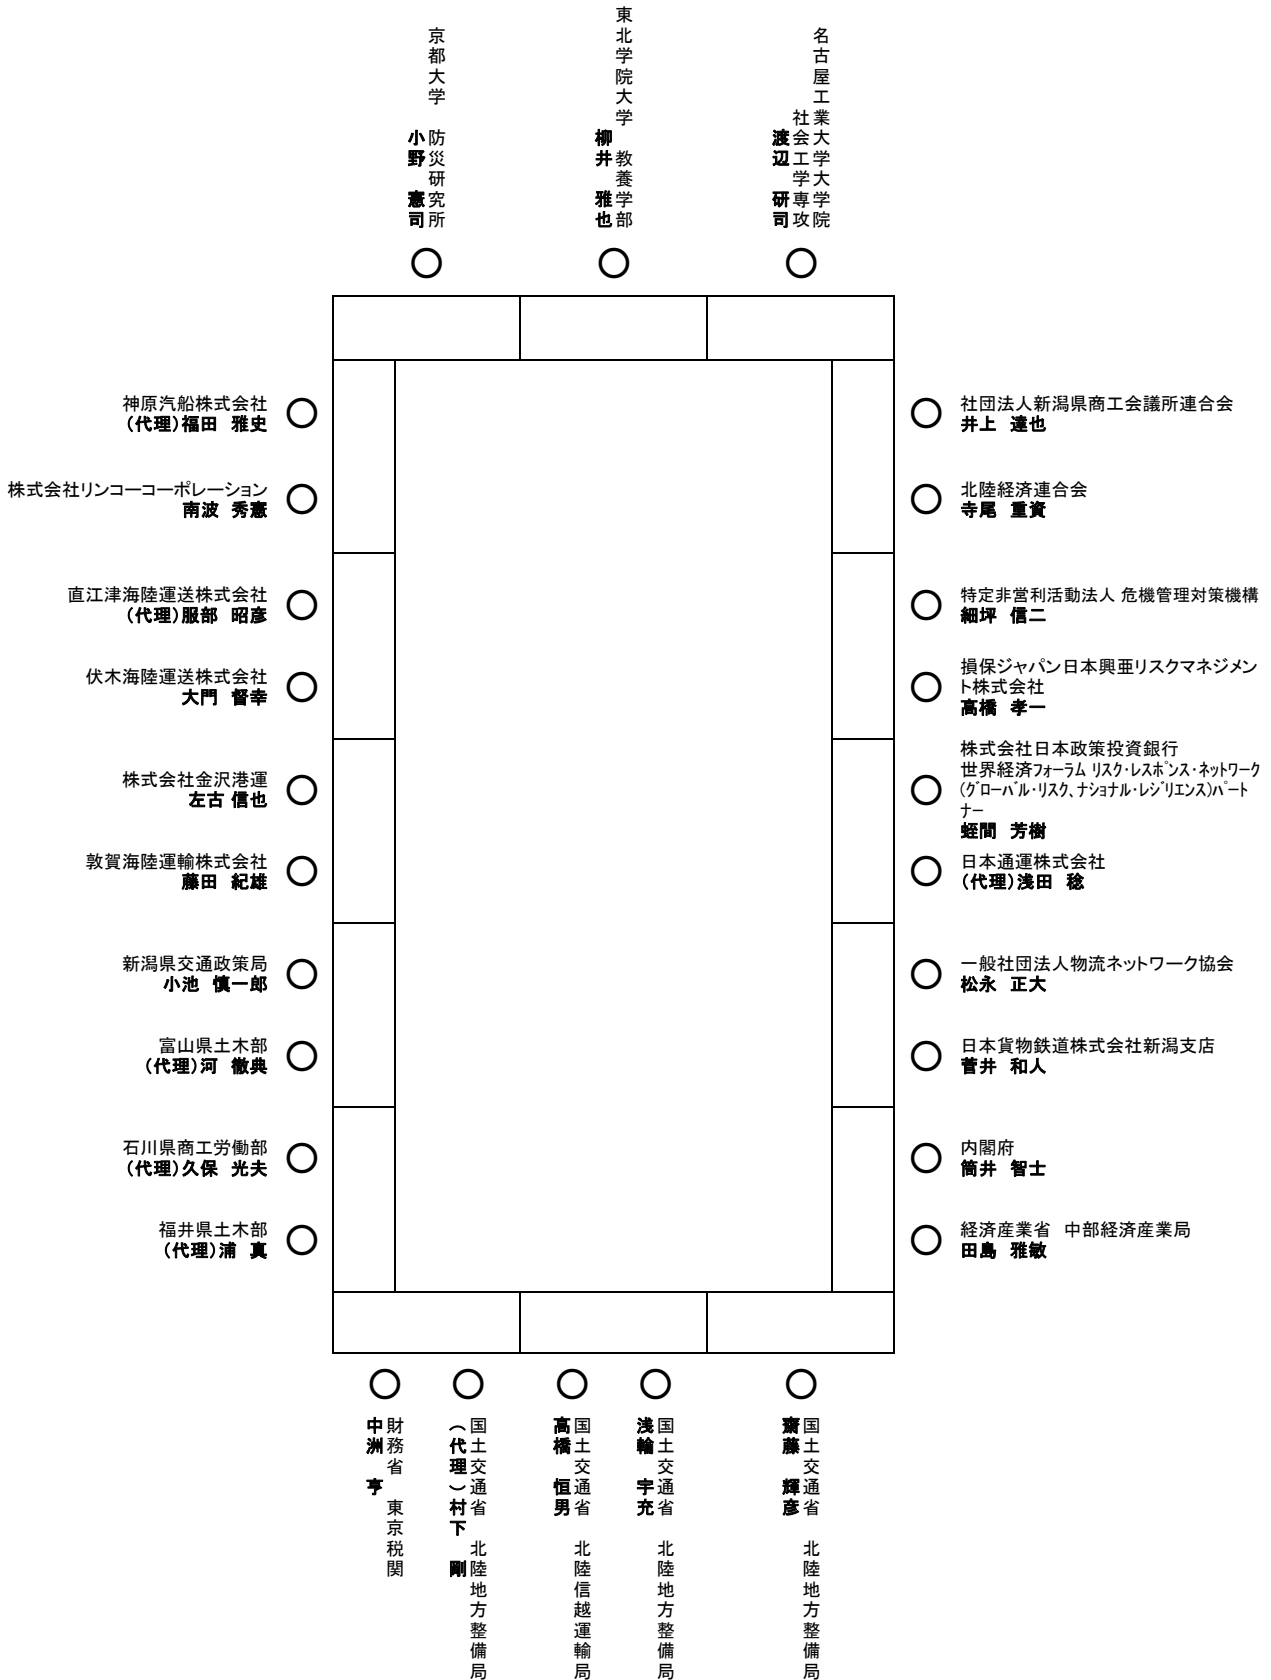 京都大学　防災研究所
小野　憲司
東北学院大学　教養学部
柳井　雅也
名古屋工業大学大学院
社会工学専攻
渡辺　研司
神原汽船株式会社
(代理)福田　雅史
株式会社リンコーコーポレーション
南波　秀憲
直江津海陸運送株式会社
(代理)服部　昭彦
伏木海陸運送株式会社
大門　督幸
株式会社金沢港運
左古 信也
敦賀海陸運輸株式会社
藤田　紀雄
新潟県交通政策局
小池　慎一郎
富山県土木部
(代理)河　徹典
石川県商工労働部
(代理)久保　光夫
福井県土木部
(代理)浦　真
社団法人新潟県商工会議所連合会
井上　達也
北陸経済連合会
寺尾　重資
特定非営利活動法人 危機管理対策機構
細坪　信二
損保ジャパン日本興亜リスクマネジメン
ト株式会社
高橋　孝一
株式会社日本政策投資銀行
世界経済フォーラム リスク・レスポンス・ネットワーク
(グローバル・リスク、ナショナル・レジリエンス)パート
ナー
蛭間　芳樹
日本通運株式会社
(代理)浅田　稔
一般社団法人物流ネットワーク協会
松永　正大
日本貨物鉄道株式会社新潟支店
菅井　和人
内閣府
筒井　智士
経済産業省　中部経済産業局
田島　雅敏
財務省　東京税関
中洲　亨
国土交通省　北陸地方整備局
(代理)村下　剛
国土交通省　北陸信越運輸局
高橋　恒男
国土交通省　北陸地方整備局
浅輪　宇充
国土交通省　北陸地方整備局
齋藤　輝彦